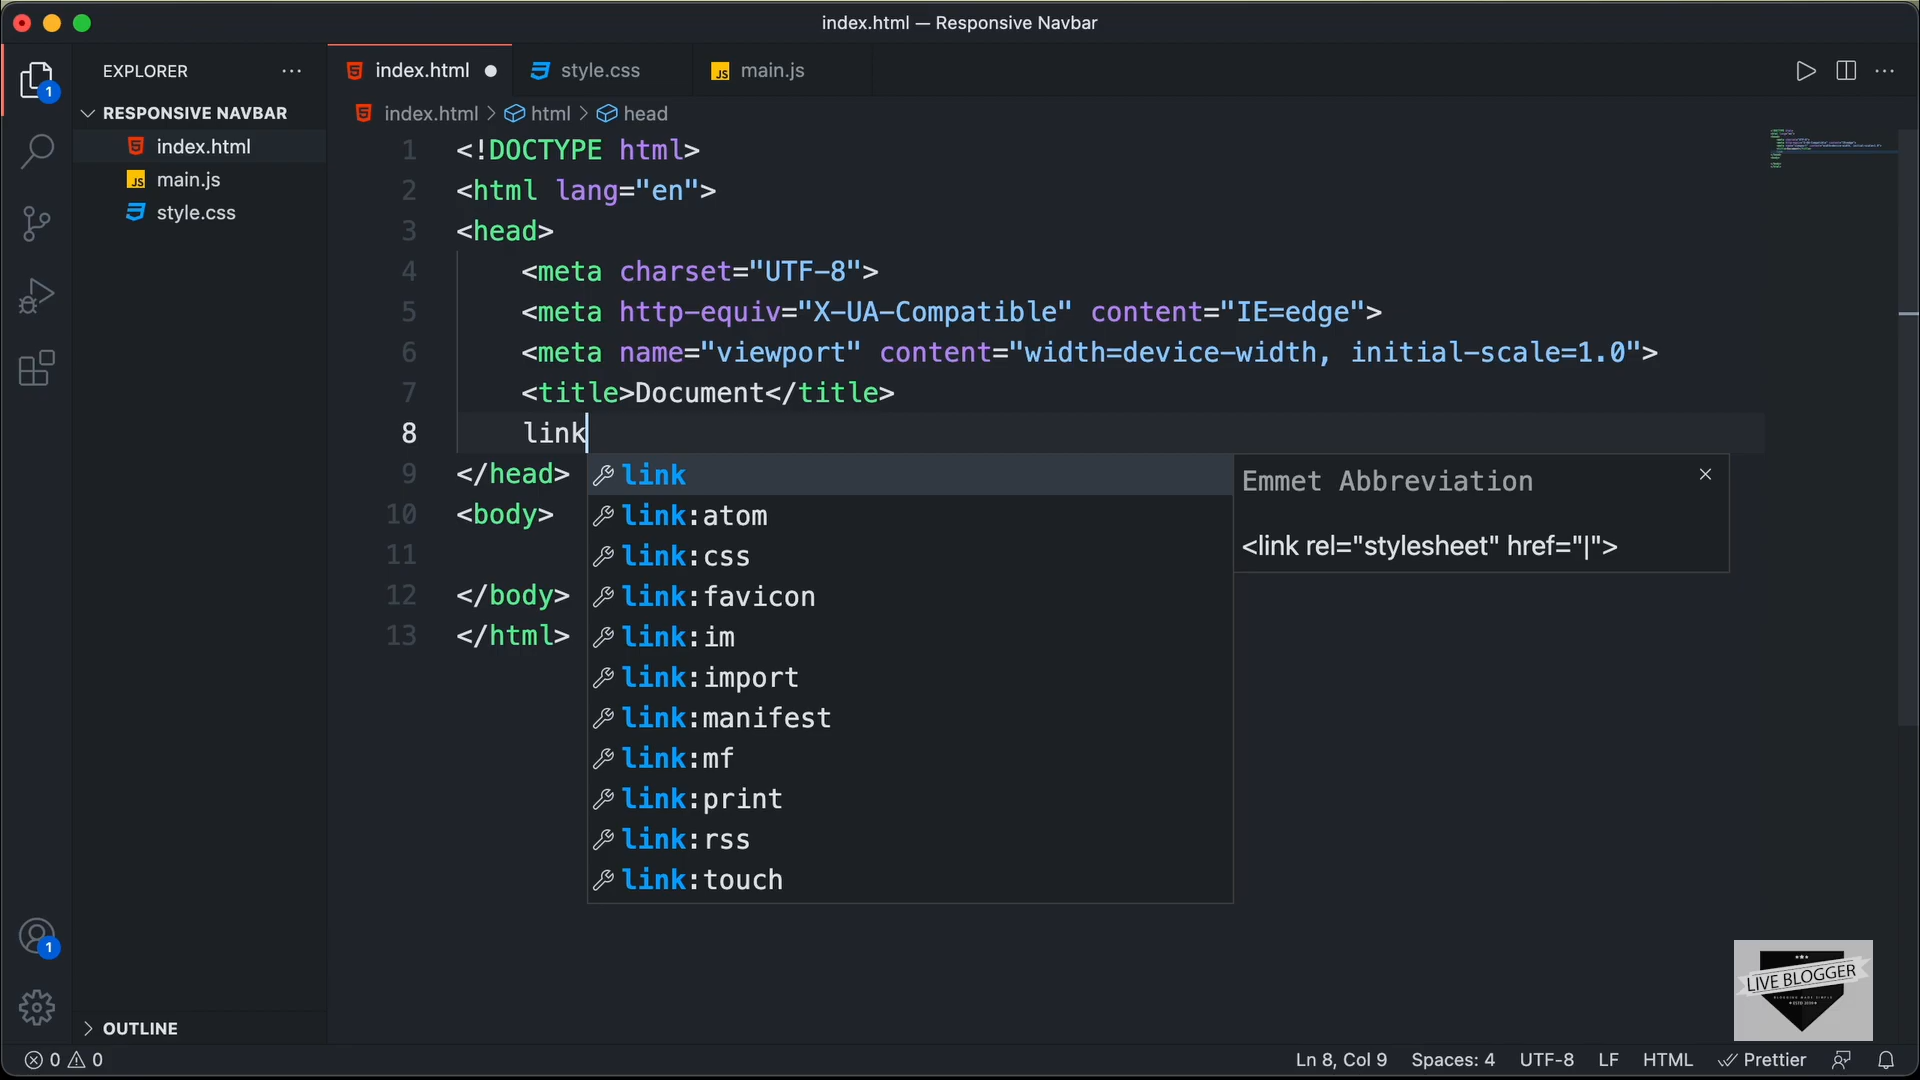 index.html — Responsive Navbar
EXPLORER
RESPONSIVE NAVBAR
index.html
main.js
style.css
index.html
style.css
main.js
index.html > html > head
1 <!DOCTYPE html>
2 <html lang="en">
3 <head>
4 <meta charset="UTF-8">
5 <meta http-equiv="X-UA-Compatible" content="IE=edge">
6 <meta name="viewport" content="width=device-width, initial-scale=1.0">
7 <title>Document</title>
8 link
9 </head>
10 <body>
11
12 </body>
13 </html>
link
link:atom
link:css
link:favicon
link:im
link:import
link:manifest
link:mf
link:print
link:rss
link:touch
Emmet Abbreviation
<link rel="stylesheet" href="|">
1
1
OUTLINE
LIVE BLOGGER
0 0
Ln 8, Col 9 Spaces: 4 UTF-8 LF HTML Prettier